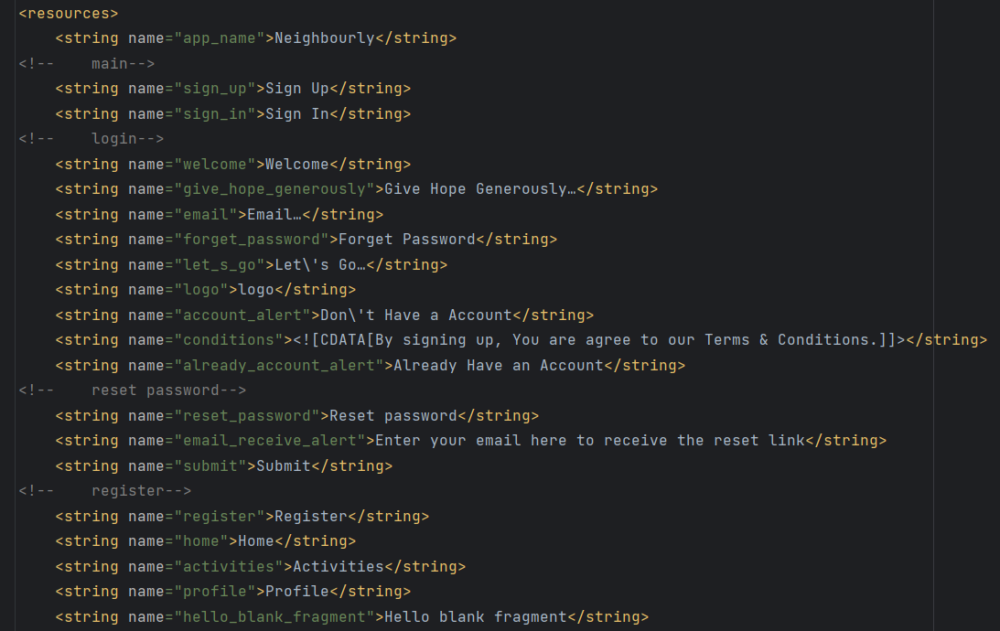 <resources>
    <string name="app_name">Neighbourly</string>
<!--    main-->
    <string name="sign_up">Sign Up</string>
    <string name="sign_in">Sign In</string>
<!--    login-->
    <string name="welcome">Welcome</string>
    <string name="give_hope_generously">Give Hope Generously…</string>
    <string name="email">Email…</string>
    <string name="forget_password">Forget Password</string>
    <string name="let_s_go">Let\'s Go…</string>
    <string name="logo">logo</string>
    <string name="account_alert">Don\'t Have a Account</string>
    <string name="conditions"><![CDATA[By signing up, You are agree to our Terms & Conditions.]]></string>
    <string name="already_account_alert">Already Have an Account</string>
<!--    reset password-->
    <string name="reset_password">Reset password</string>
    <string name="email_receive_alert">Enter your email here to receive the reset link</string>
    <string name="submit">Submit</string>
<!--    register-->
    <string name="register">Register</string>
    <string name="home">Home</string>
    <string name="activities">Activities</string>
    <string name="profile">Profile</string>
    <string name="hello_blank_fragment">Hello blank fragment</string>